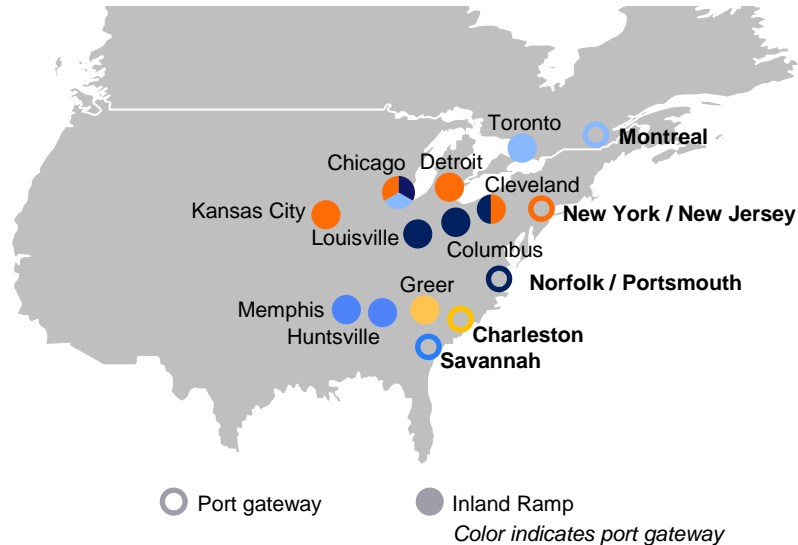 Toronto
Montreal
Chicago
Detroit
Cleveland
Kansas City
New York / New Jersey
Louisville
Columbus
Norfolk / Portsmouth
Greer
Memphis
Huntsville
Charleston
Savannah
Port gateway
Inland Ramp
Color indicates port gateway